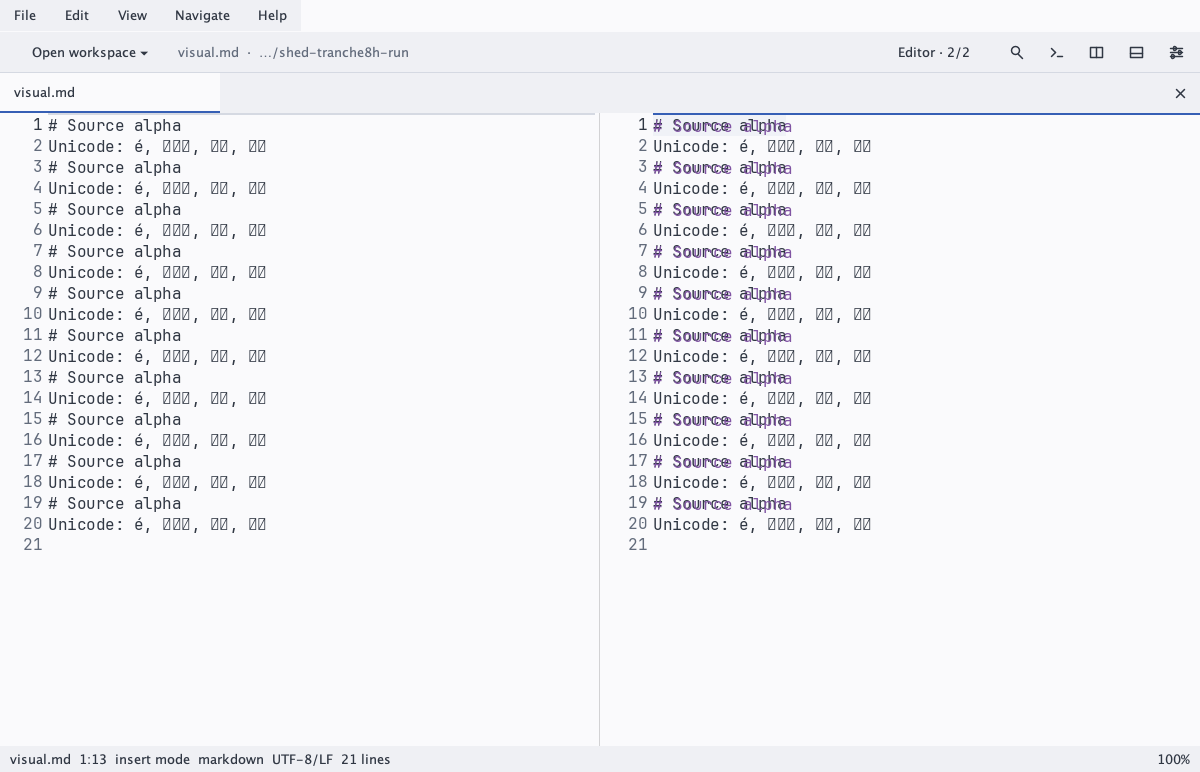 File Edit View Navigate Help
Open workspace visual.md · …/shed-tranche8h-run Editor · 2/2
visual.md
1 # Source alpha
2 Unicode: é, , ,
3 # Source alpha
4 Unicode: é, , ,
5 # Source alpha
6 Unicode: é, , ,
7 # Source alpha
8 Unicode: é, , ,
9 # Source alpha
10 Unicode: é, , ,
11 # Source alpha
12 Unicode: é, , ,
13 # Source alpha
14 Unicode: é, , ,
15 # Source alpha
16 Unicode: é, , ,
17 # Source alpha
18 Unicode: é, , ,
19 # Source alpha
20 Unicode: é, , ,
21
1 # Source alpha
2 Unicode: é, , ,
3 # Source alpha
4 Unicode: é, , ,
5 # Source alpha
6 Unicode: é, , ,
7 # Source alpha
8 Unicode: é, , ,
9 # Source alpha
10 Unicode: é, , ,
11 # Source alpha
12 Unicode: é, , ,
13 # Source alpha
14 Unicode: é, , ,
15 # Source alpha
16 Unicode: é, , ,
17 # Source alpha
18 Unicode: é, , ,
19 # Source alpha
20 Unicode: é, , ,
21
visual.md 1:13 insert mode markdown UTF-8/LF 21 lines 100%